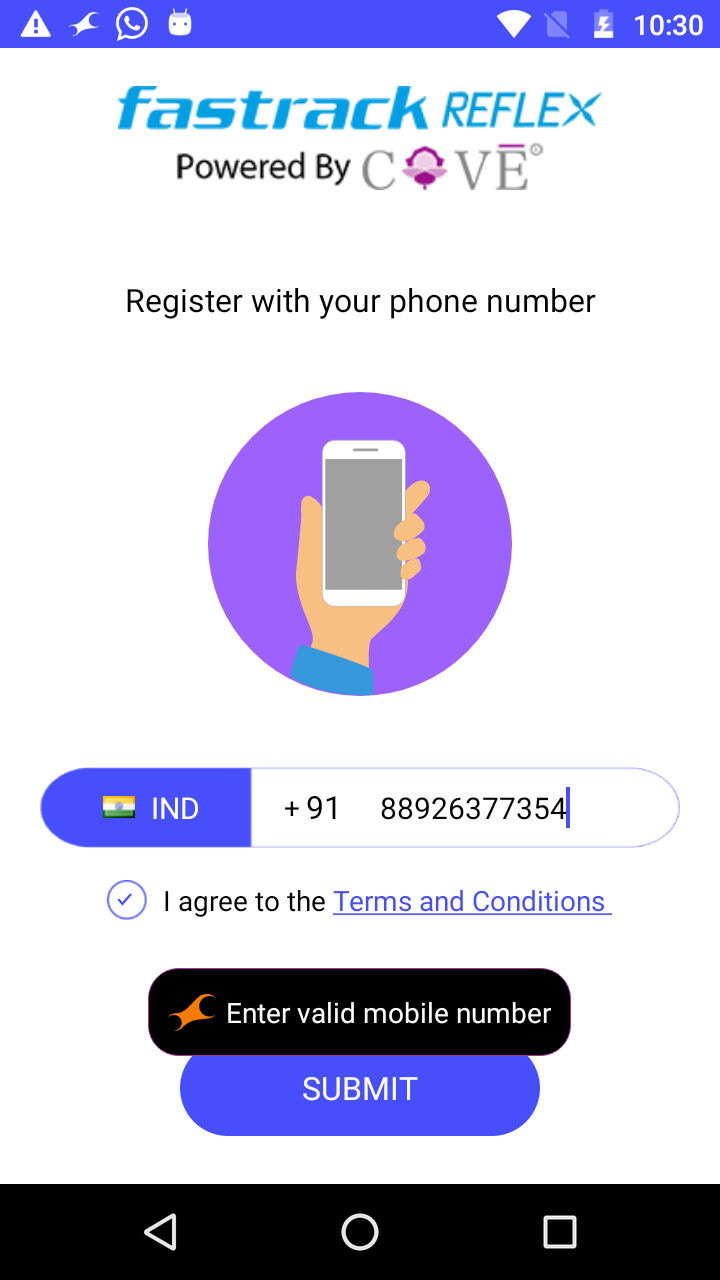 10:30
fastrack REFLEX
Powered By COVE®
Register with your phone number
IND +91 88926377354
I agree to the Terms and Conditions
Enter valid mobile number
SUBMIT